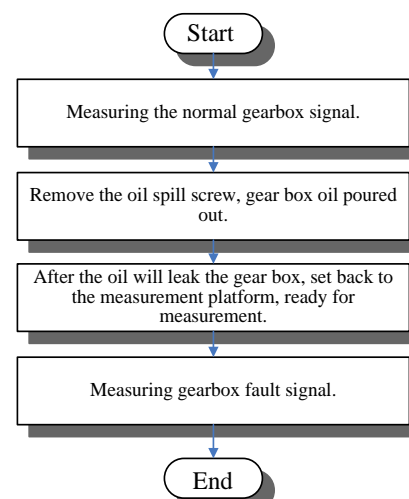 Start
Measuring the normal gearbox signal.
Remove the oil spill screw, gear box oil poured
out.
After the oil will leak the gear box, set back to
the measurement platform, ready for
measurement.
Measuring gearbox fault signal.
End